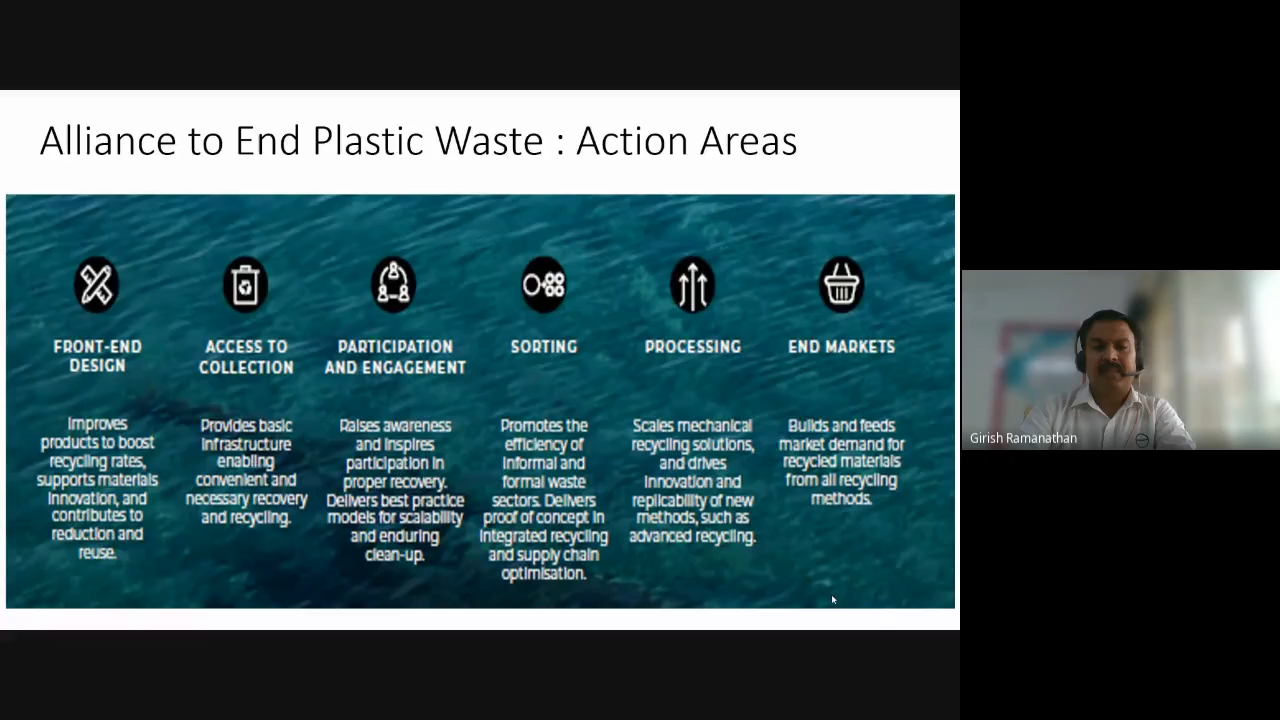 Alliance to End Plastic Waste : Action Areas
FRONT-END
DESIGN
Improves
products to boost
recycling rates,
supports materials
innovation, and
contributes to
reduction and
reuse.
ACCESS TO
COLLECTION
Provides basic
infrastructure
enabling
convenient and
necessary recovery
and recycling.
PARTICIPATION
AND ENGAGEMENT
Raises awareness
and inspires
participation in
proper recovery.
Delivers best practice
models for scalability
and enduring
clean-up.
SORTING
Promotes the
efficiency of
informal and
formal waste
sectors. Delivers
proof of concept in
integrated recycling
and supply chain
optimisation.
PROCESSING
Scales mechanical
recycling solutions,
and drives
innovation and
replicability of new
methods, such as
advanced recycling.
END MARKETS
Builds and feeds
market demand for
recycled materials
from all recycling
methods.
Girish Ramanathan